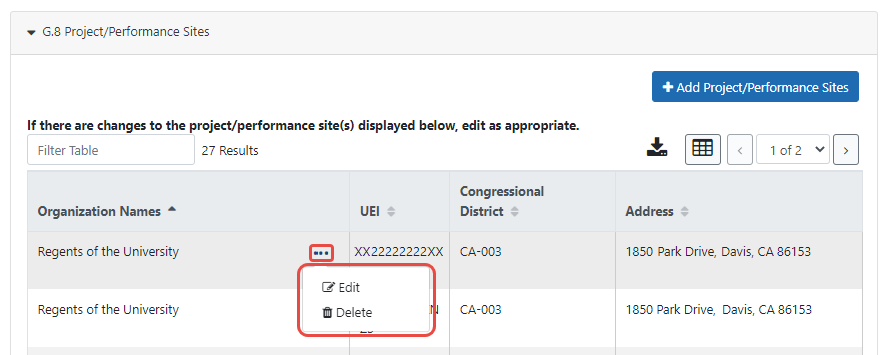 G.8 Project/Performance Sites
Add Project/Performance Sites
If there are changes to the project/performance site(s) displayed below, edit as appropriate.
Filter Table 27 Results 1 of 2
Organization Names UEI Congressional District Address
Regents of the University XX22222222XX CA-003 1850 Park Drive, Davis, CA 86153
Edit
Regents of the University N CA-003 1850 Park Drive, Davis, CA 86153
Delete